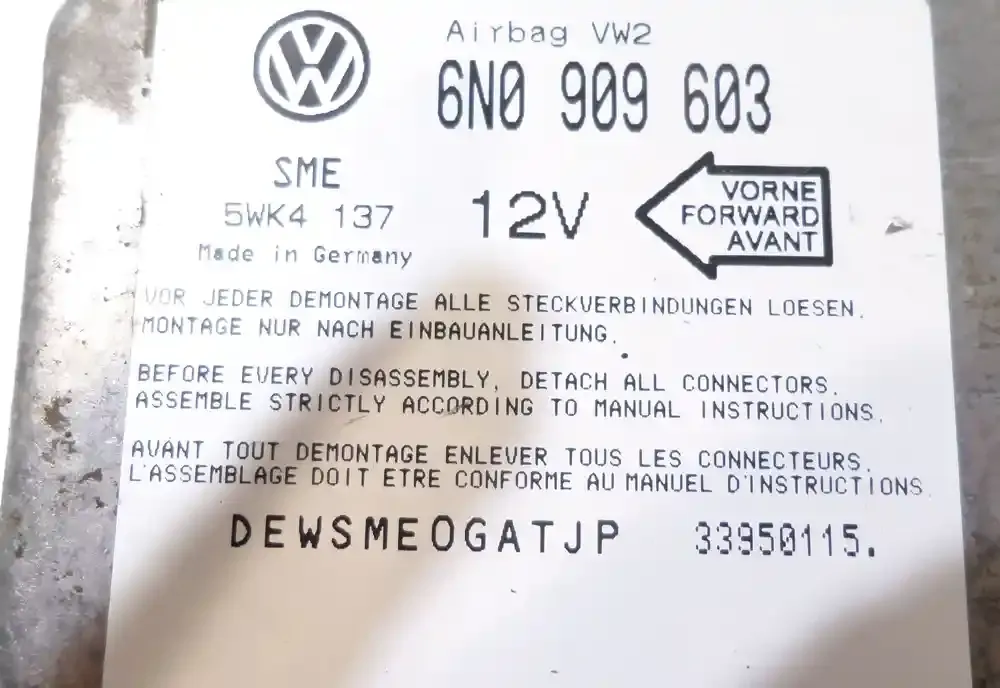 Airbag VW2
6N0 909 603
SME
5WK4 137
Made in Germany
12V
VORNE
FORWARD
AVANT
VOR JEDER DEMONTAGE ALLE STECKVERBINDUNGEN LOESEN.
MONTAGE NUR NACH EINBAUANLEITUNG.
BEFORE EVERY DISASSEMBLY, DETACH ALL CONNECTORS.
ASSEMBLE STRICTLY ACCORDING TO MANUAL INSTRUCTIONS.
AVANT TOUT DEMONTAGE ENLEVER TOUS LES CONNECTEURS.
L'ASSEMBLAGE DOIT ETRE CONFORME AU MANUEL D'INSTRUCTIONS.
DEWSMEOGATJP 33950115.